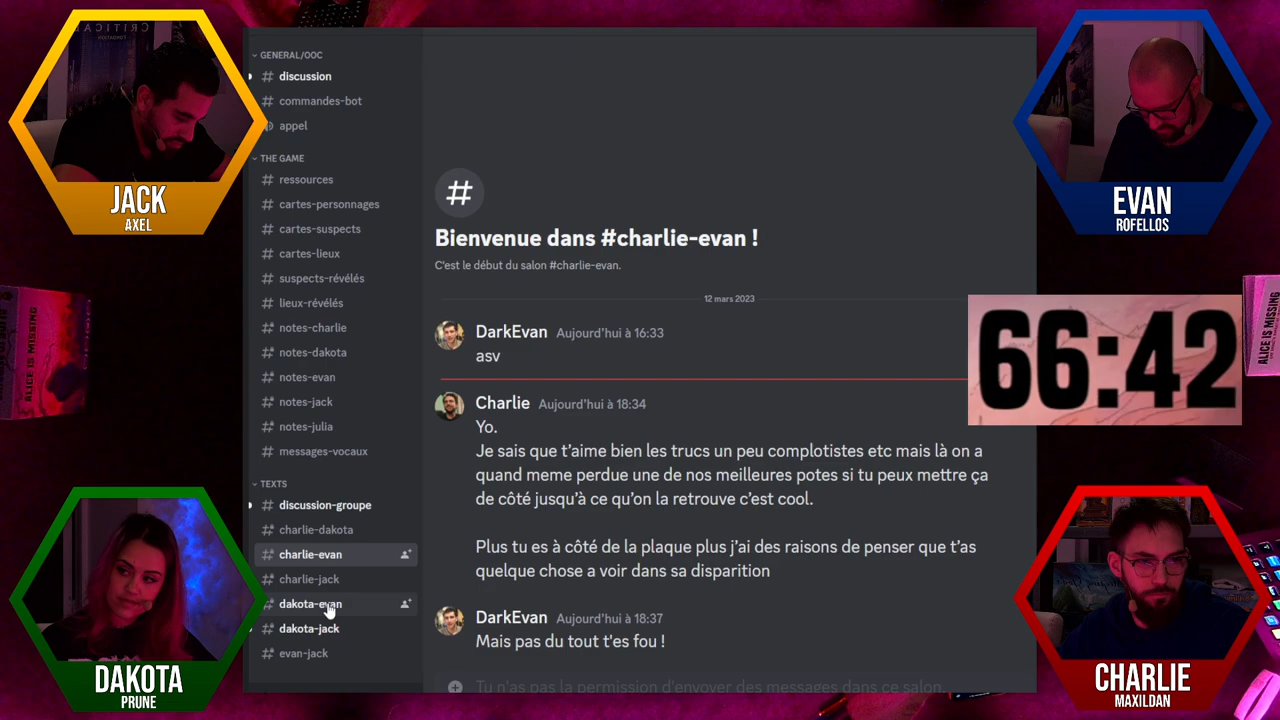 CRITICAL
FONDATION
JACK
AXEL
EVAN
ROFELLOS
DAKOTA
PRUNE
CHARLIE
MAXILDAN
GENERAL/OOC
# discussion
# commandes-bot
appel
THE GAME
# ressources
# cartes-personnages
# cartes-suspects
# cartes-lieux
# suspects-révélés
# lieux-révélés
# notes-charlie
# notes-dakota
# notes-evan
# notes-jack
# notes-julia
# messages-vocaux
TEXTS
# discussion-groupe
# charlie-dakota
# charlie-evan
# charlie-jack
# dakota-evan
# dakota-jack
# evan-jack
#
Bienvenue dans #charlie-evan !
C'est le début du salon #charlie-evan.
12 mars 2023
DarkEvan Aujourd'hui à 16:33
asv
Charlie Aujourd'hui à 18:34
Yo.
Je sais que t'aime bien les trucs un peu complotistes etc mais là on a
quand meme perdue une de nos meilleures potes si tu peux mettre ça
de côté jusqu'à ce qu'on la retrouve c'est cool.
Plus tu es à côté de la plaque plus j'ai des raisons de penser que t'as
quelque chose a voir dans sa disparition
DarkEvan Aujourd'hui à 18:37
Mais pas du tout t'es fou !
Tu n'as pas la permission d'envoyer des messages dans ce salon.
66:42
ALICE IS MISSING
ALICE IS MISSING